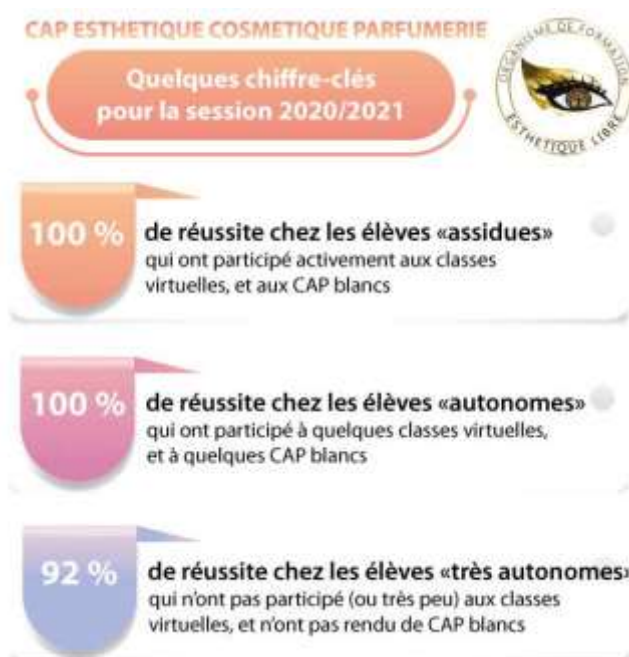 CAP ESTHETIQUE COSMETIQUE PARFUMERIE
Quelques chiffre-clés
pour la session 2020/2021
ORGANISME DE FORMATION
ESTHETIQUE LIBRE
100 %
de réussite chez les élèves «assidues»
qui ont participé activement aux classes
virtuelles, et aux CAP blancs
100 %
de réussite chez les élèves «autonomes»
qui ont participé à quelques classes virtuelles,
et à quelques CAP blancs
92 %
de réussite chez les élèves «très autonomes»
qui n'ont pas participé (ou très peu) aux classes
virtuelles, et n'ont pas rendu de CAP blancs